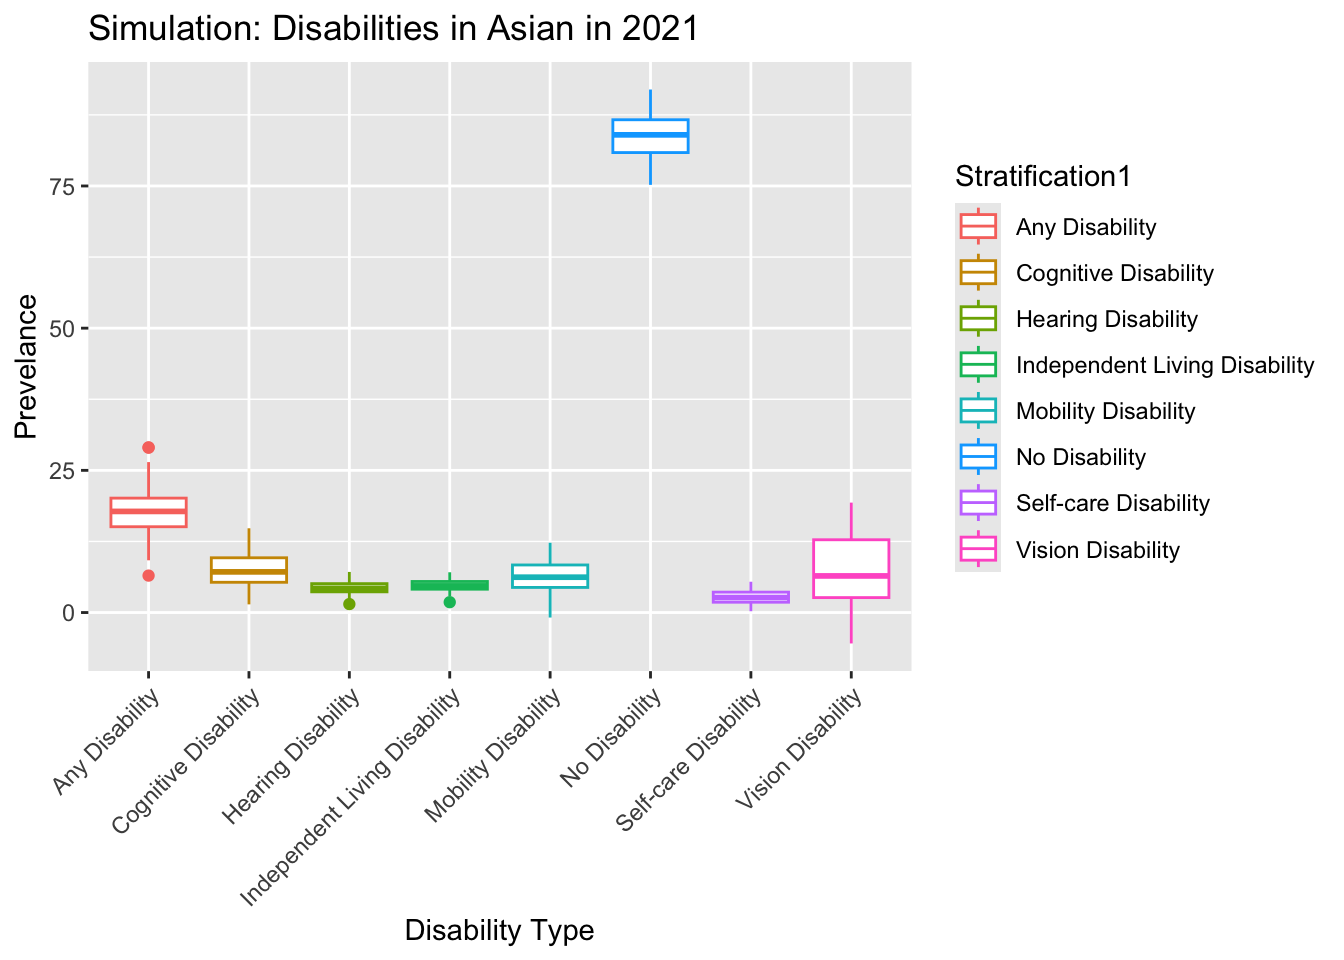 Simulation: Disabilities in Asian in 2021
Prevelance
75
50
25
0
Any Disability
Cognitive Disability
Hearing Disability
Independent Living Disability
Mobility Disability
No Disability
Self-care Disability
Vision Disability
Disability Type
Stratification1
Any Disability
Cognitive Disability
Hearing Disability
Independent Living Disability
Mobility Disability
No Disability
Self-care Disability
Vision Disability